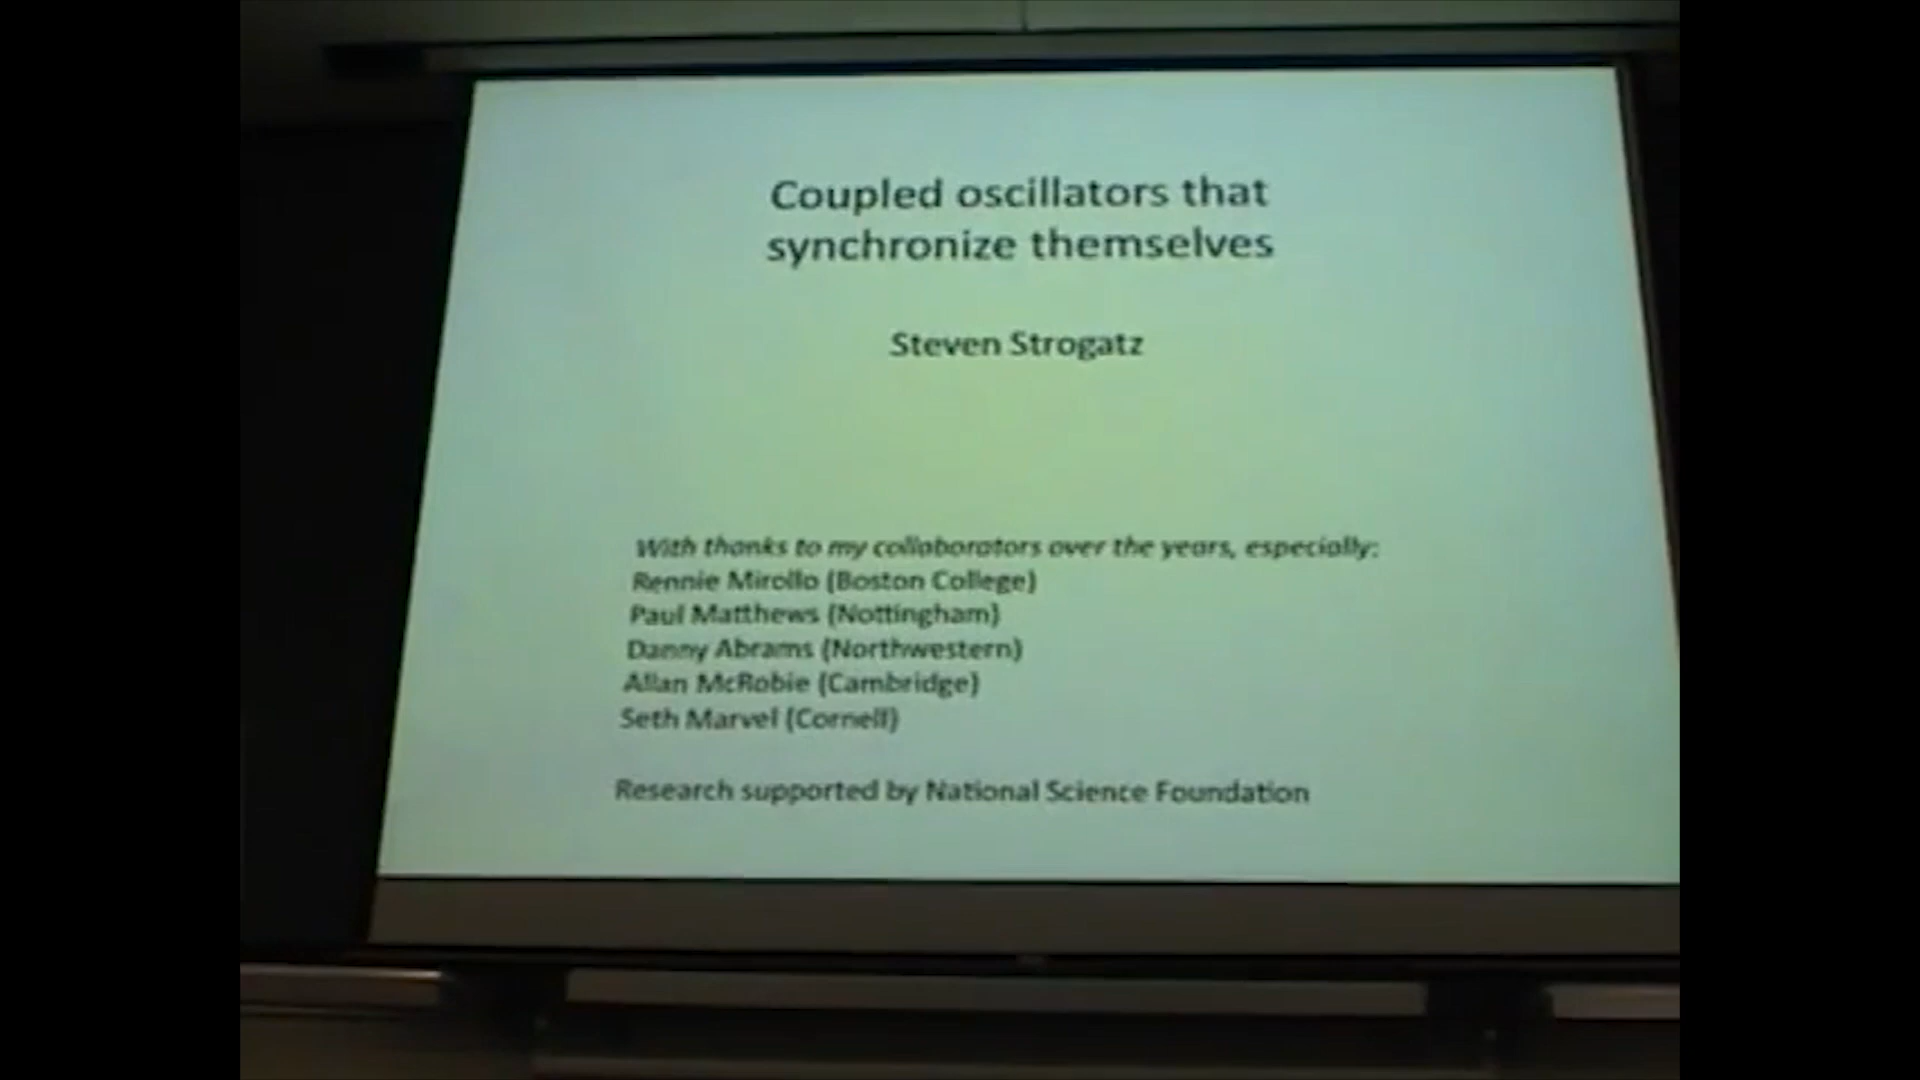 Coupled oscillators that
synchronize themselves
Steven Strogatz
With thanks to my collaborators over the years, especially:
Rennie Mirollo (Boston College)
Paul Matthews (Nottingham)
Danny Abrams (Northwestern)
Allan McRobie (Cambridge)
Seth Marvel (Cornell)
Research supported by National Science Foundation